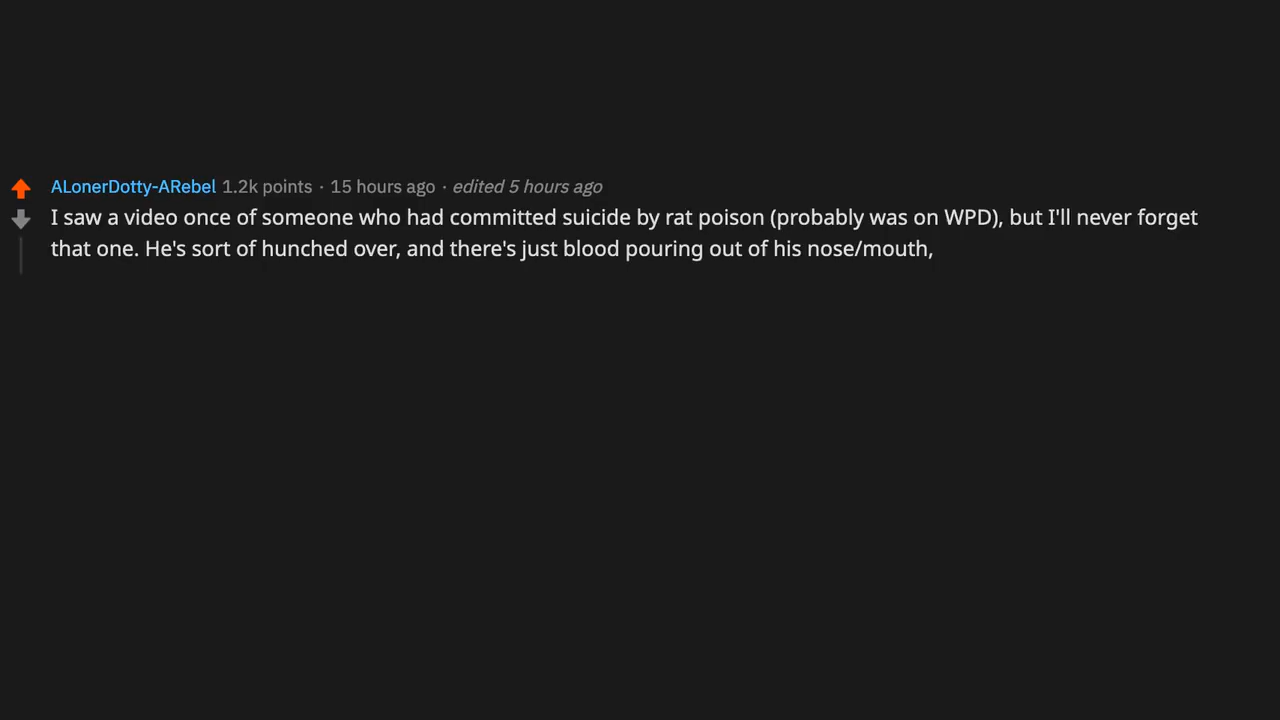 ALonerDotty-ARebel 1.2k points · 15 hours ago · edited 5 hours ago
I saw a video once of someone who had committed suicide by rat poison (probably was on WPD), but I'll never forget
that one. He's sort of hunched over, and there's just blood pouring out of his nose/mouth,